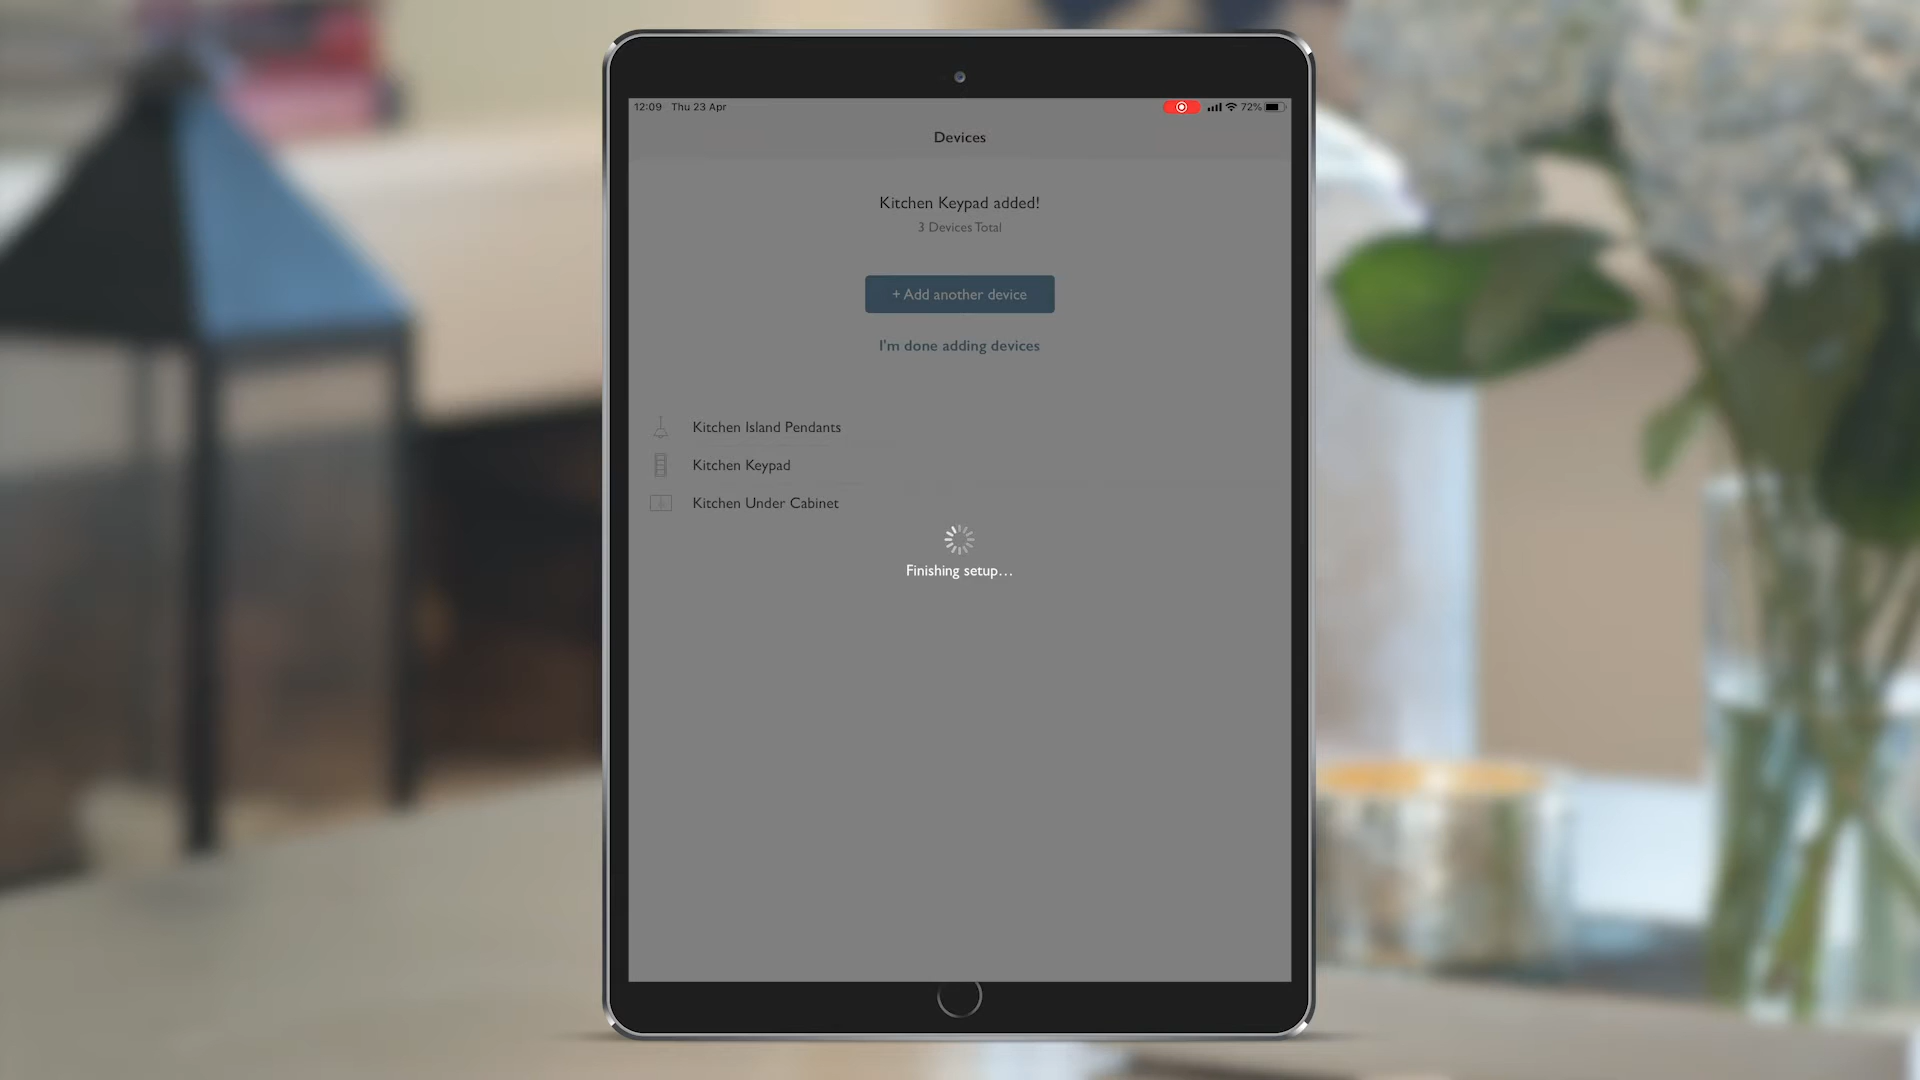 12:09 Thu 23 Apr
72%
Devices
Kitchen Keypad added!
3 Devices Total
+ Add another device
I'm done adding devices
Kitchen Island Pendants
Kitchen Keypad
Kitchen Under Cabinet
Finishing setup...